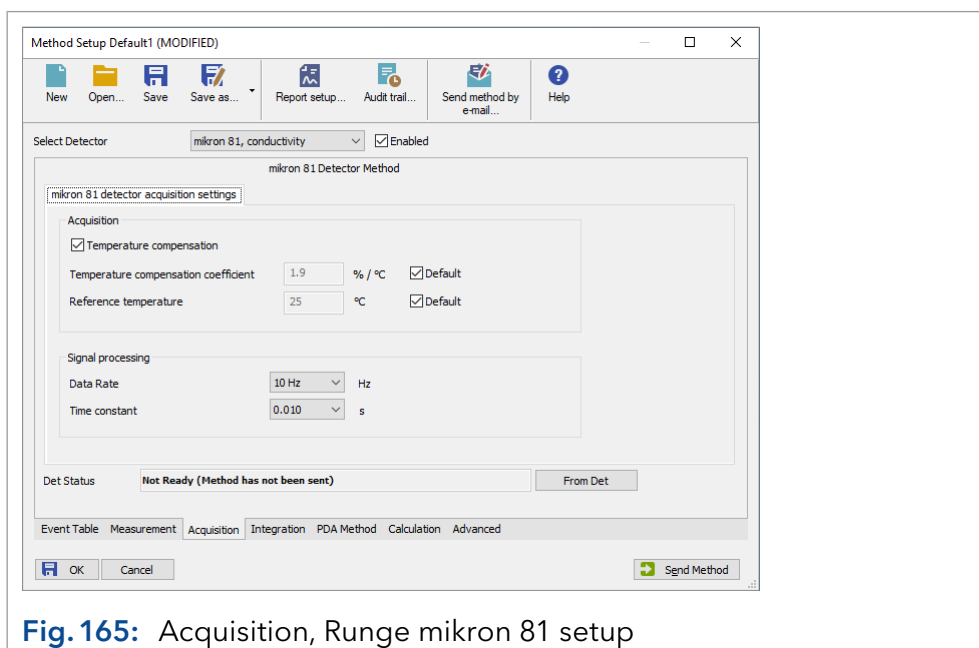 Method Setup Default1 (MODIFIED)
New Open... Save Save as... Report setup... Audit trail... Send method by e-mail... Help
Select Detector mikron 81, conductivity Enabled
mikron 81 Detector Method
mikron 81 detector acquisition settings
Acquisition
Temperature compensation
Temperature compensation coefficient 1.9 % / ºC Default
Reference temperature 25 ºC Default
Signal processing
Data Rate 10 Hz Hz
Time constant 0.010 s
Det Status Not Ready (Method has not been sent) From Det
Event Table Measurement Acquisition Integration PDA Method Calculation Advanced
OK Cancel Send Method
Fig. 165: Acquisition, Runge mikron 81 setup